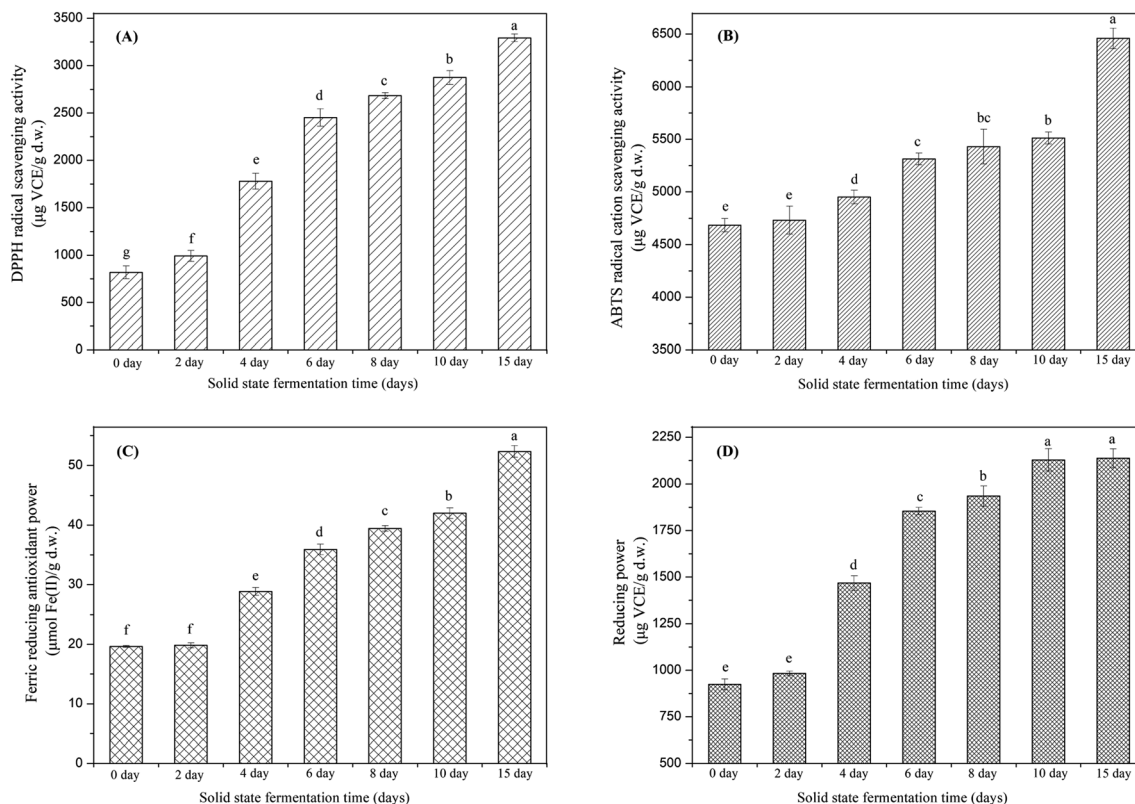 (A)
DPPH radical scavenging activity
(μg VCE/g d.w.)
3500
3000
2500
2000
1500
1000
500
0
g
f
e
d
c
b
a
0 day
2 day
4 day
6 day
8 day
10 day
15 day
Solid state fermentation time (days)
(B)
ABTS radical cation scavenging activity
(μg VCE/g d.w.)
6500
6000
5500
5000
4500
4000
3500
e
e
d
c
bc
b
a
0 day
2 day
4 day
6 day
8 day
10 day
15 day
Solid state fermentation time (days)
(C)
Ferric reducing antioxidant power
(μmol Fe(II)/g d.w.)
50
40
30
20
10
0
f
f
e
d
c
b
a
0 day
2 day
4 day
6 day
8 day
10 day
15 day
Solid state fermentation time (days)
(D)
Reducing power
(μg VCE/g d.w.)
2250
2000
1750
1500
1250
1000
750
500
e
e
d
c
b
a
a
0 day
2 day
4 day
6 day
8 day
10 day
15 day
Solid state fermentation time (days)